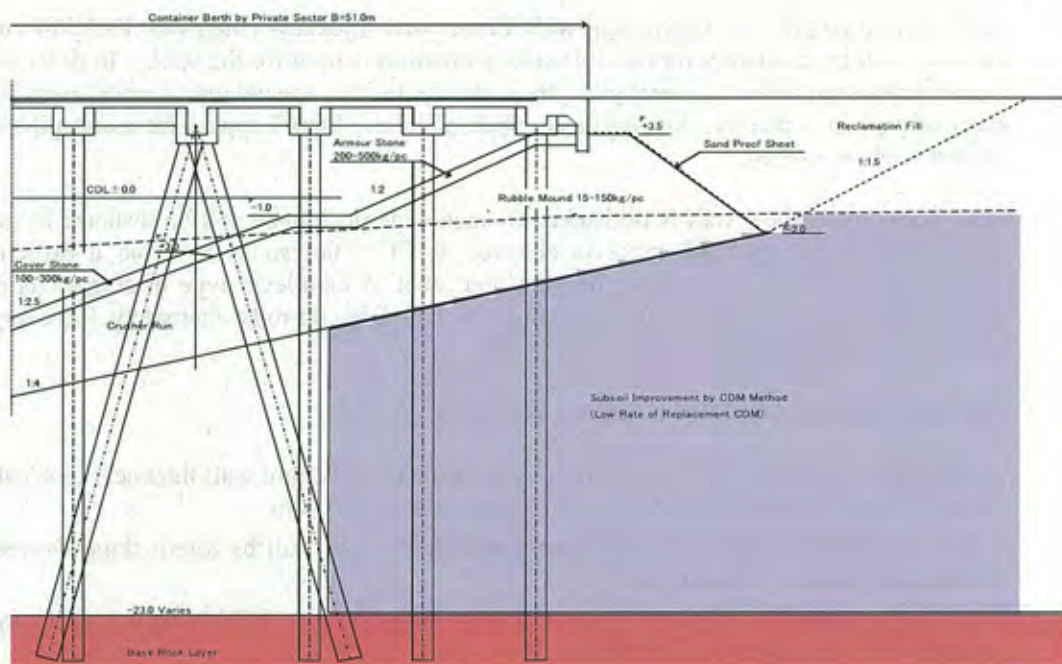 Container Berth by Private Sector B=51.0m
+3.5
Reclamation Fill
Armour Stone
200-500kg/pc
Sand Proof Sheet
1:1.5
1:2
CDL±0.0
-1.0
Rubble Mound 15-150kg/pc
-2.0
Cover Stone
100-300kg/pc
1:2.5
Crusher Run
1:4
Subsoil Improvement by CDM Method
(Low Rate of Replacement CDM)
-23.0 Varies
Base Rock Layer